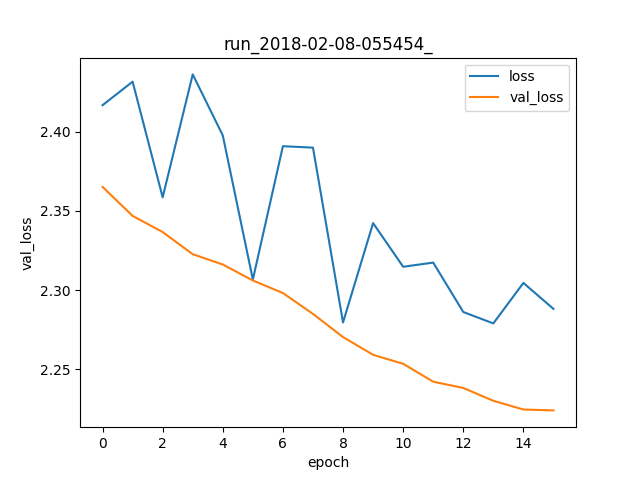 run_2018-02-08-055454_
loss
val_loss
val_loss
2.40
2.35
2.30
2.25
0 2 4 6 8 10 12 14
epoch